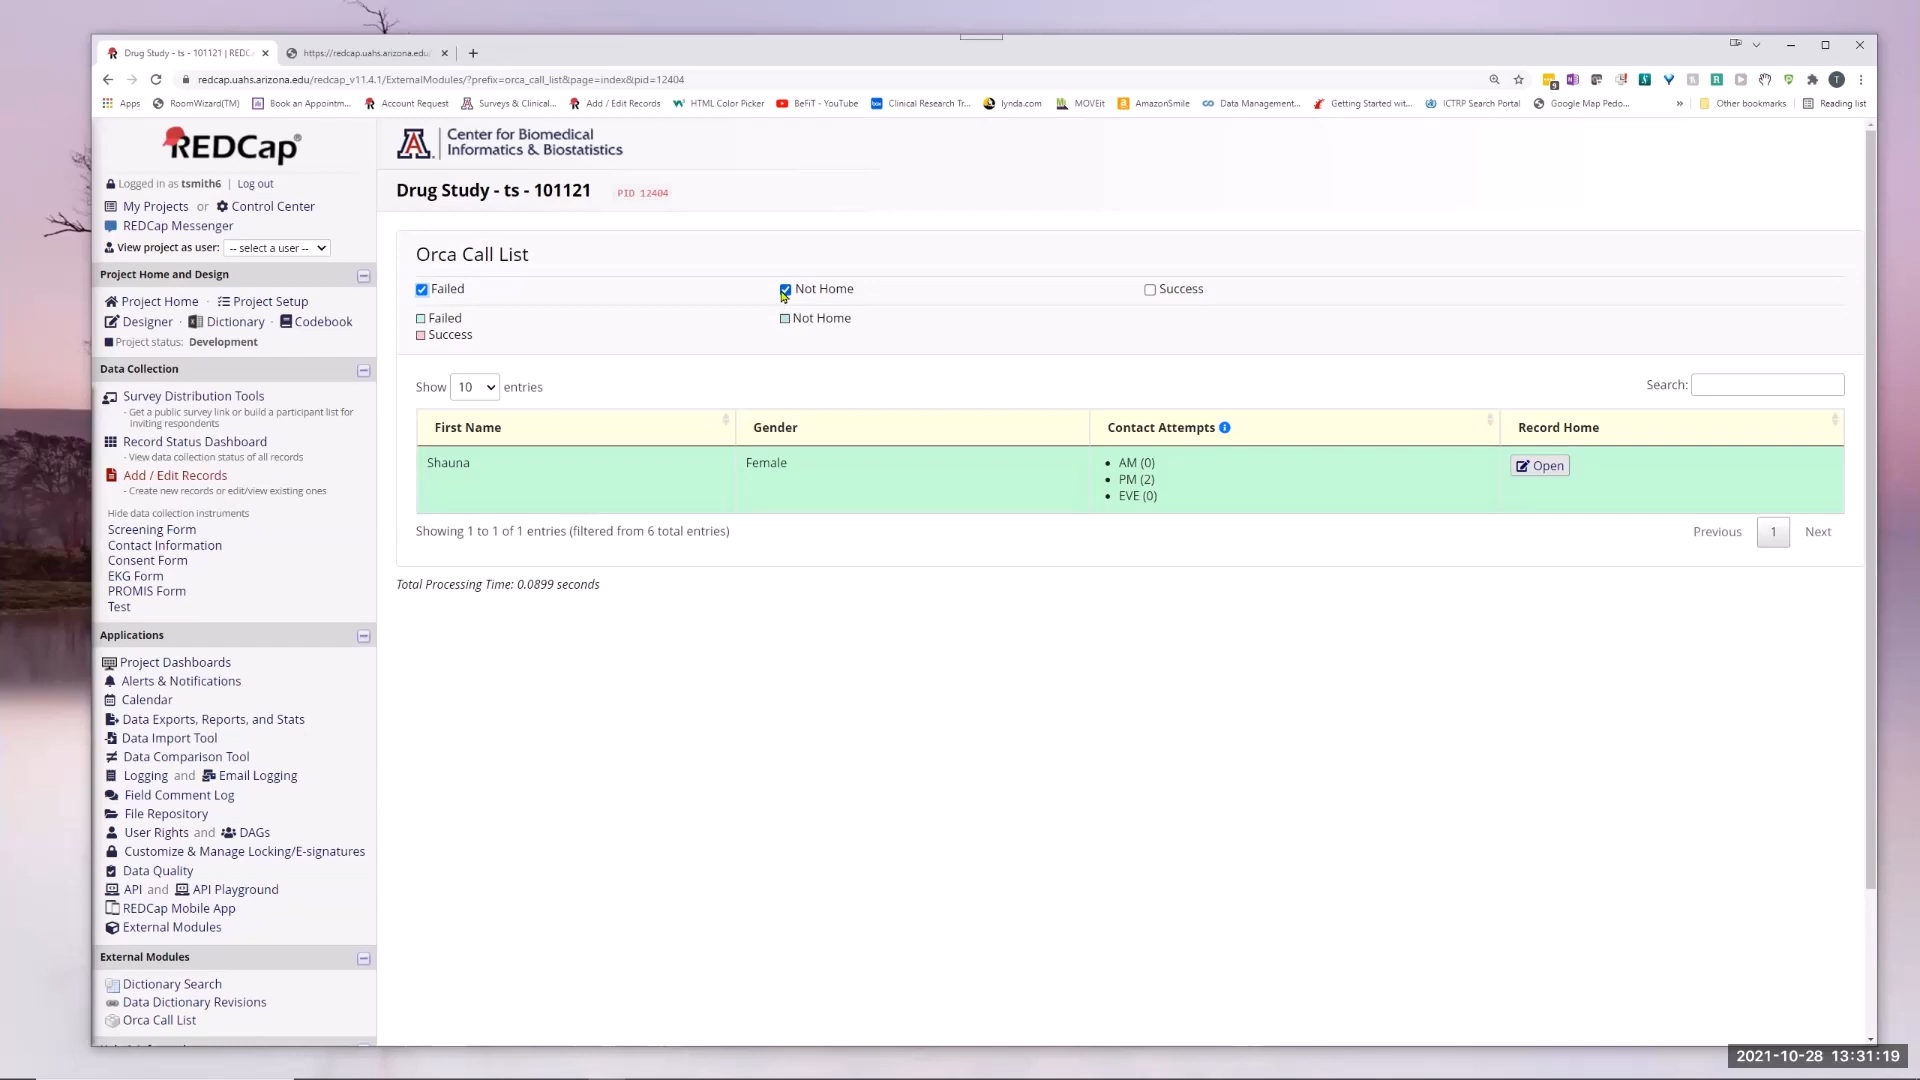 Drug Study - ts - 101121 | REDC
https://redcap.uahs.arizona.edu
redcap.uahs.arizona.edu/redcap_v11.4.1/ExternalModules/?prefix=orca_call_list&page=index&pid=12404
Apps RoomWizard(TM) Book an Appointm... Account Request Surveys & Clinical... Add / Edit Records HTML Color Picker BeFiT - YouTube Clinical Research Tr... lynda.com MOVEit AmazonSmile Data Management... Getting Started wit... ICTRP Search Portal Google Map Pedo... » Other bookmarks Reading list
REDCap®
Logged in as tsmith6 | Log out
My Projects or Control Center
REDCap Messenger
View project as user: -- select a user --
Project Home and Design
Project Home · Project Setup
Designer · Dictionary · Codebook
Project status: Development
Data Collection
Survey Distribution Tools
- Get a public survey link or build a participant list for
inviting respondents
Record Status Dashboard
- View data collection status of all records
Add / Edit Records
- Create new records or edit/view existing ones
Hide data collection instruments
Screening Form
Contact Information
Consent Form
EKG Form
PROMIS Form
Test
Applications
Project Dashboards
Alerts & Notifications
Calendar
Data Exports, Reports, and Stats
Data Import Tool
Data Comparison Tool
Logging and Email Logging
Field Comment Log
File Repository
User Rights and DAGs
Customize & Manage Locking/E-signatures
Data Quality
API and API Playground
REDCap Mobile App
External Modules
External Modules
Dictionary Search
Data Dictionary Revisions
Orca Call List
A
Center for Biomedical
Informatics & Biostatistics
Drug Study - ts - 101121 PID 12404
Orca Call List
Failed Not Home Success
Failed Not Home
Success
Show 10 entries Search:
First Name Gender Contact Attempts Record Home
Shauna Female • AM (0) Open
• PM (2)
• EVE (0)
Showing 1 to 1 of 1 entries (filtered from 6 total entries) Previous 1 Next
Total Processing Time: 0.0899 seconds
2021-10-28 13:31:19